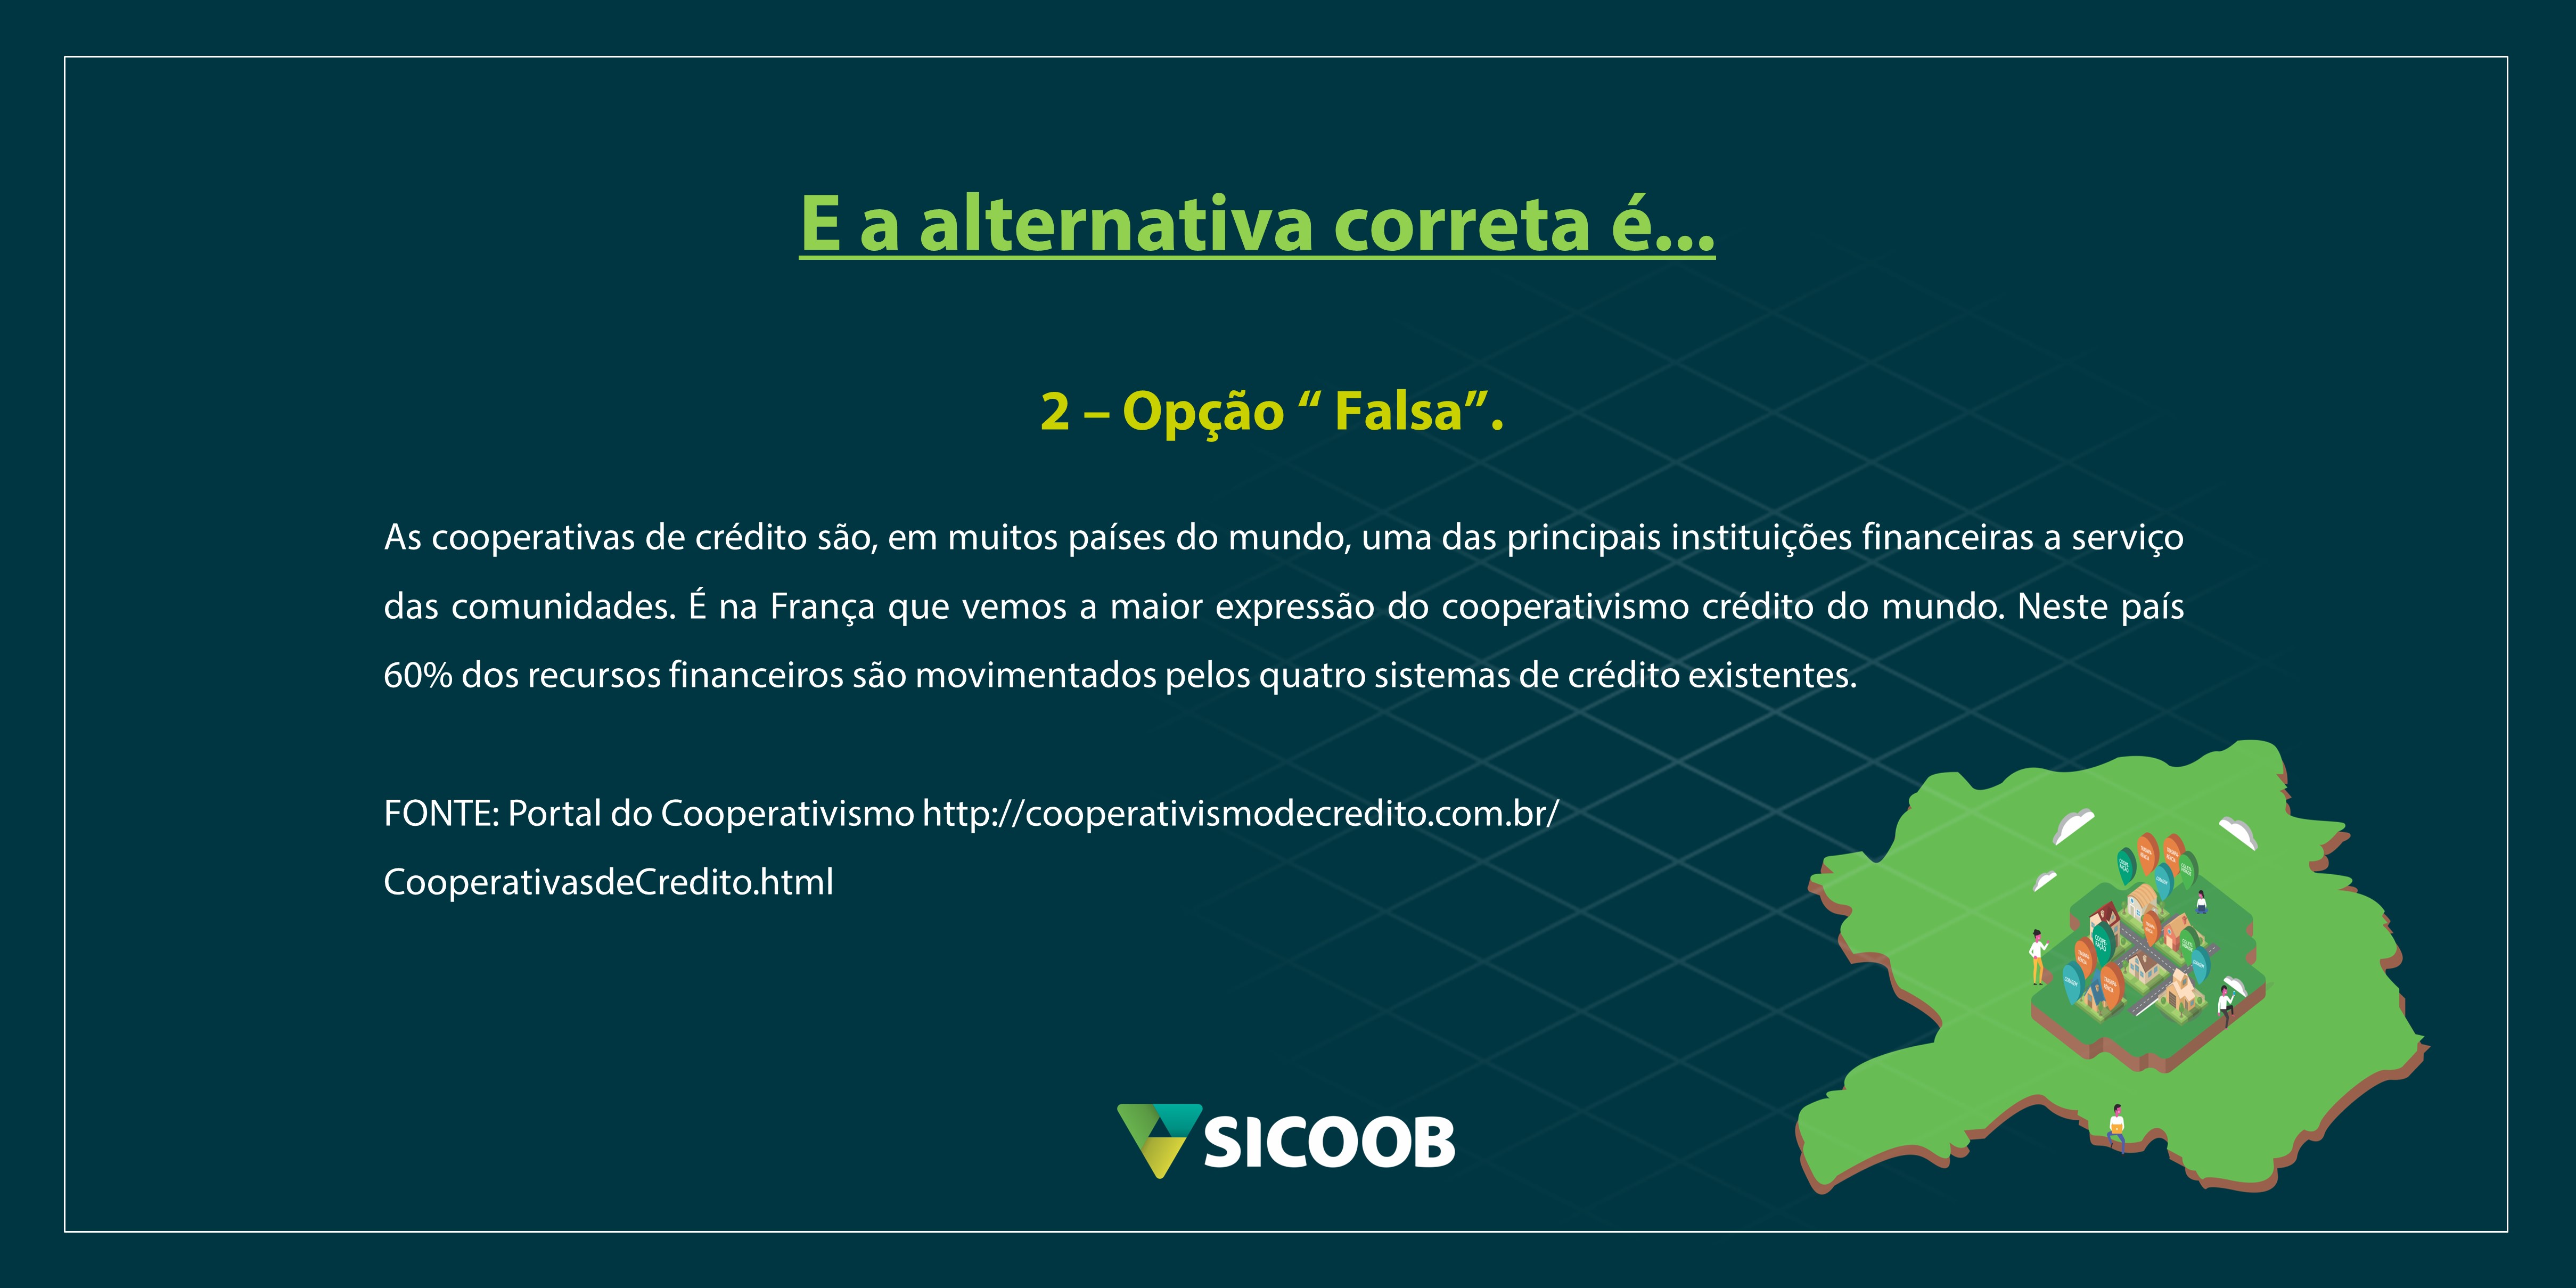 E a alternativa correta é...
2 – Opção “ Falsa”.
As cooperativas de crédito são, em muitos países do mundo, uma das principais instituições financeiras a serviço
das comunidades. É na França que vemos a maior expressão do cooperativismo crédito do mundo. Neste país
60% dos recursos financeiros são movimentados pelos quatro sistemas de crédito existentes.
FONTE: Portal do Cooperativismo http://cooperativismodecredito.com.br/
CooperativasdeCredito.html
SICOOB